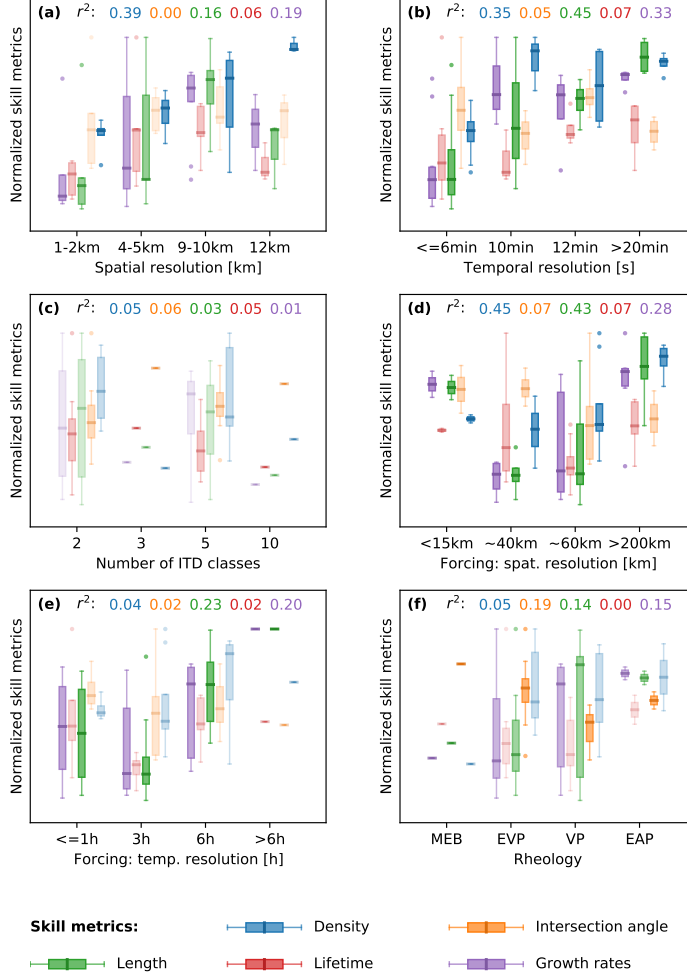 (a) r²: 0.39 0.00 0.16 0.06 0.19
Normalized skill metrics
1-2km 4-5km 9-10km 12km
Spatial resolution [km]
(b) r²: 0.35 0.05 0.45 0.07 0.33
Normalized skill metrics
<=6min 10min 12min >20min
Temporal resolution [s]
(c) r²: 0.05 0.06 0.03 0.05 0.01
Normalized skill metrics
2 3 5 10
Number of ITD classes
(d) r²: 0.45 0.07 0.43 0.07 0.28
Normalized skill metrics
<15km ~40km ~60km >200km
Forcing: spat. resolution [km]
(e) r²: 0.04 0.02 0.23 0.02 0.20
Normalized skill metrics
<=1h 3h 6h >6h
Forcing: temp. resolution [h]
(f) r²: 0.05 0.19 0.14 0.00 0.15
Normalized skill metrics
MEB EVP VP EAP
Rheology
Skill metrics: Density Intersection angle
Length Lifetime Growth rates